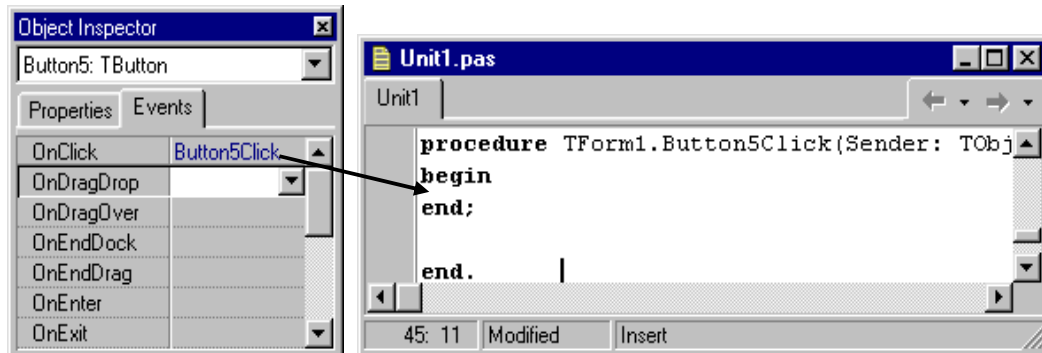 Object Inspector
Button5: TButton
Properties Events
OnClick Button5Click
OnDragDrop
OnDragOver
OnEndDock
OnEndDrag
OnEnter
OnExit
Unit1.pas
Unit1
procedure TForm1.Button5Click(Sender: TObj
begin
end;
end.
45: 11 Modified Insert